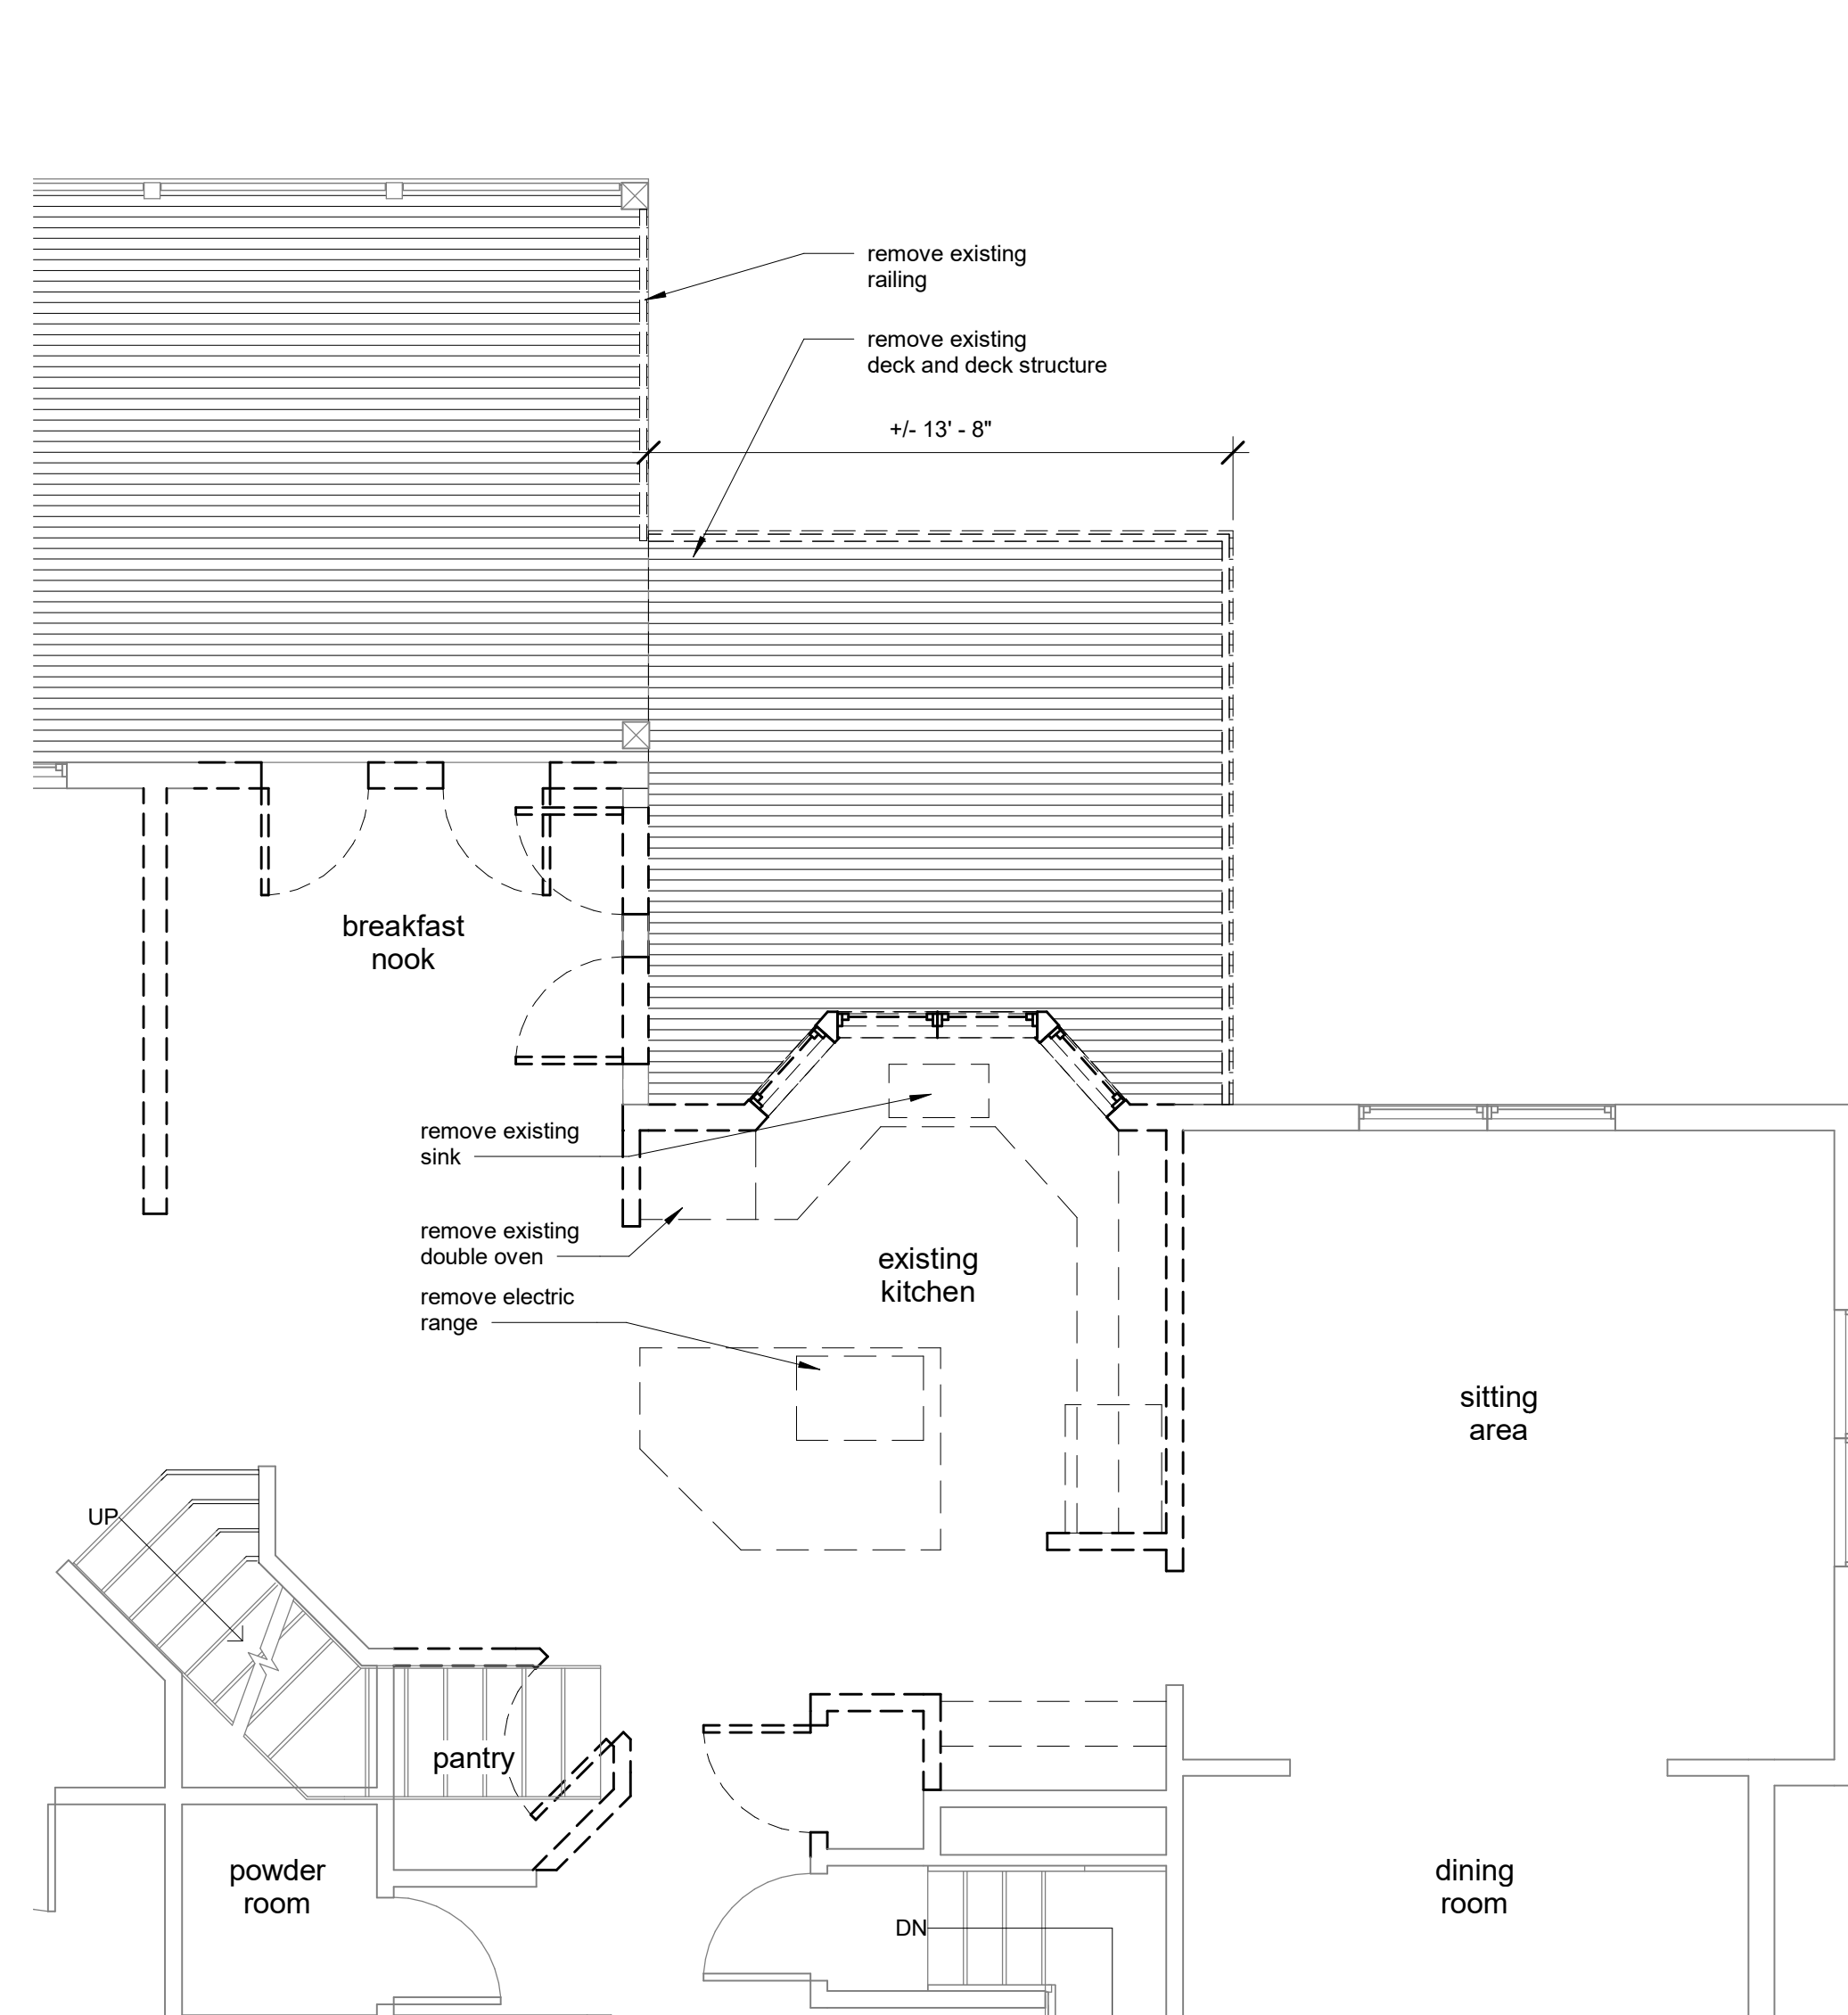 remove existing
railing
remove existing
deck and deck structure
+/- 13' - 8"
breakfast
nook
remove existing
sink
remove existing
double oven
existing
kitchen
remove electric
range
sitting
area
UP
pantry
powder
room
dining
room
DN